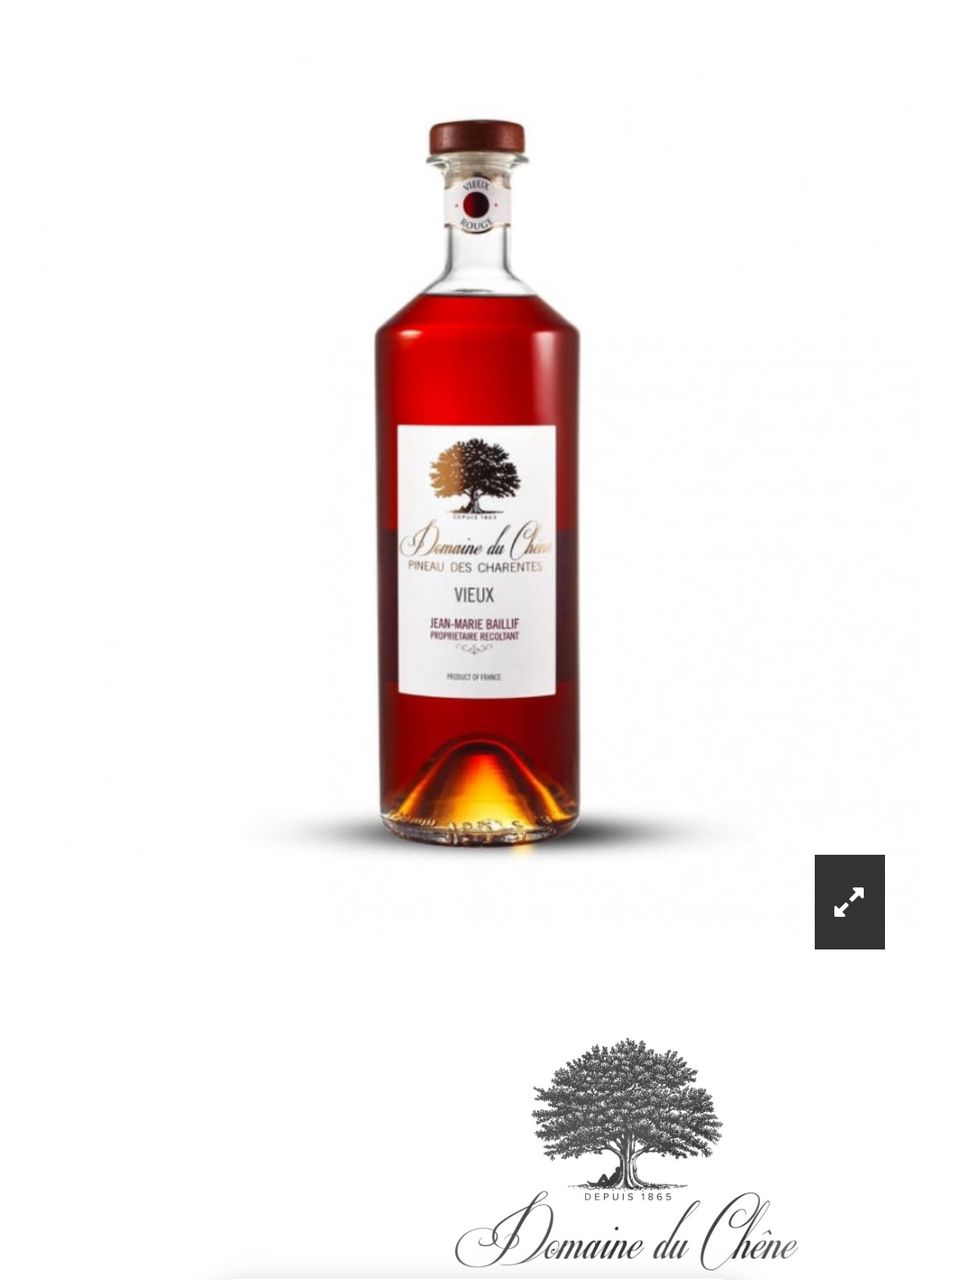 VIEUX
ROUGE
DEPUIS 1865
Domaine du Chêne
PINEAU DES CHARENTES
VIEUX
JEAN-MARIE BAILLIF
PROPRIETAIRE RECOLTANT
PRODUCT OF FRANCE
DEPUIS 1865
Domaine du Chêne